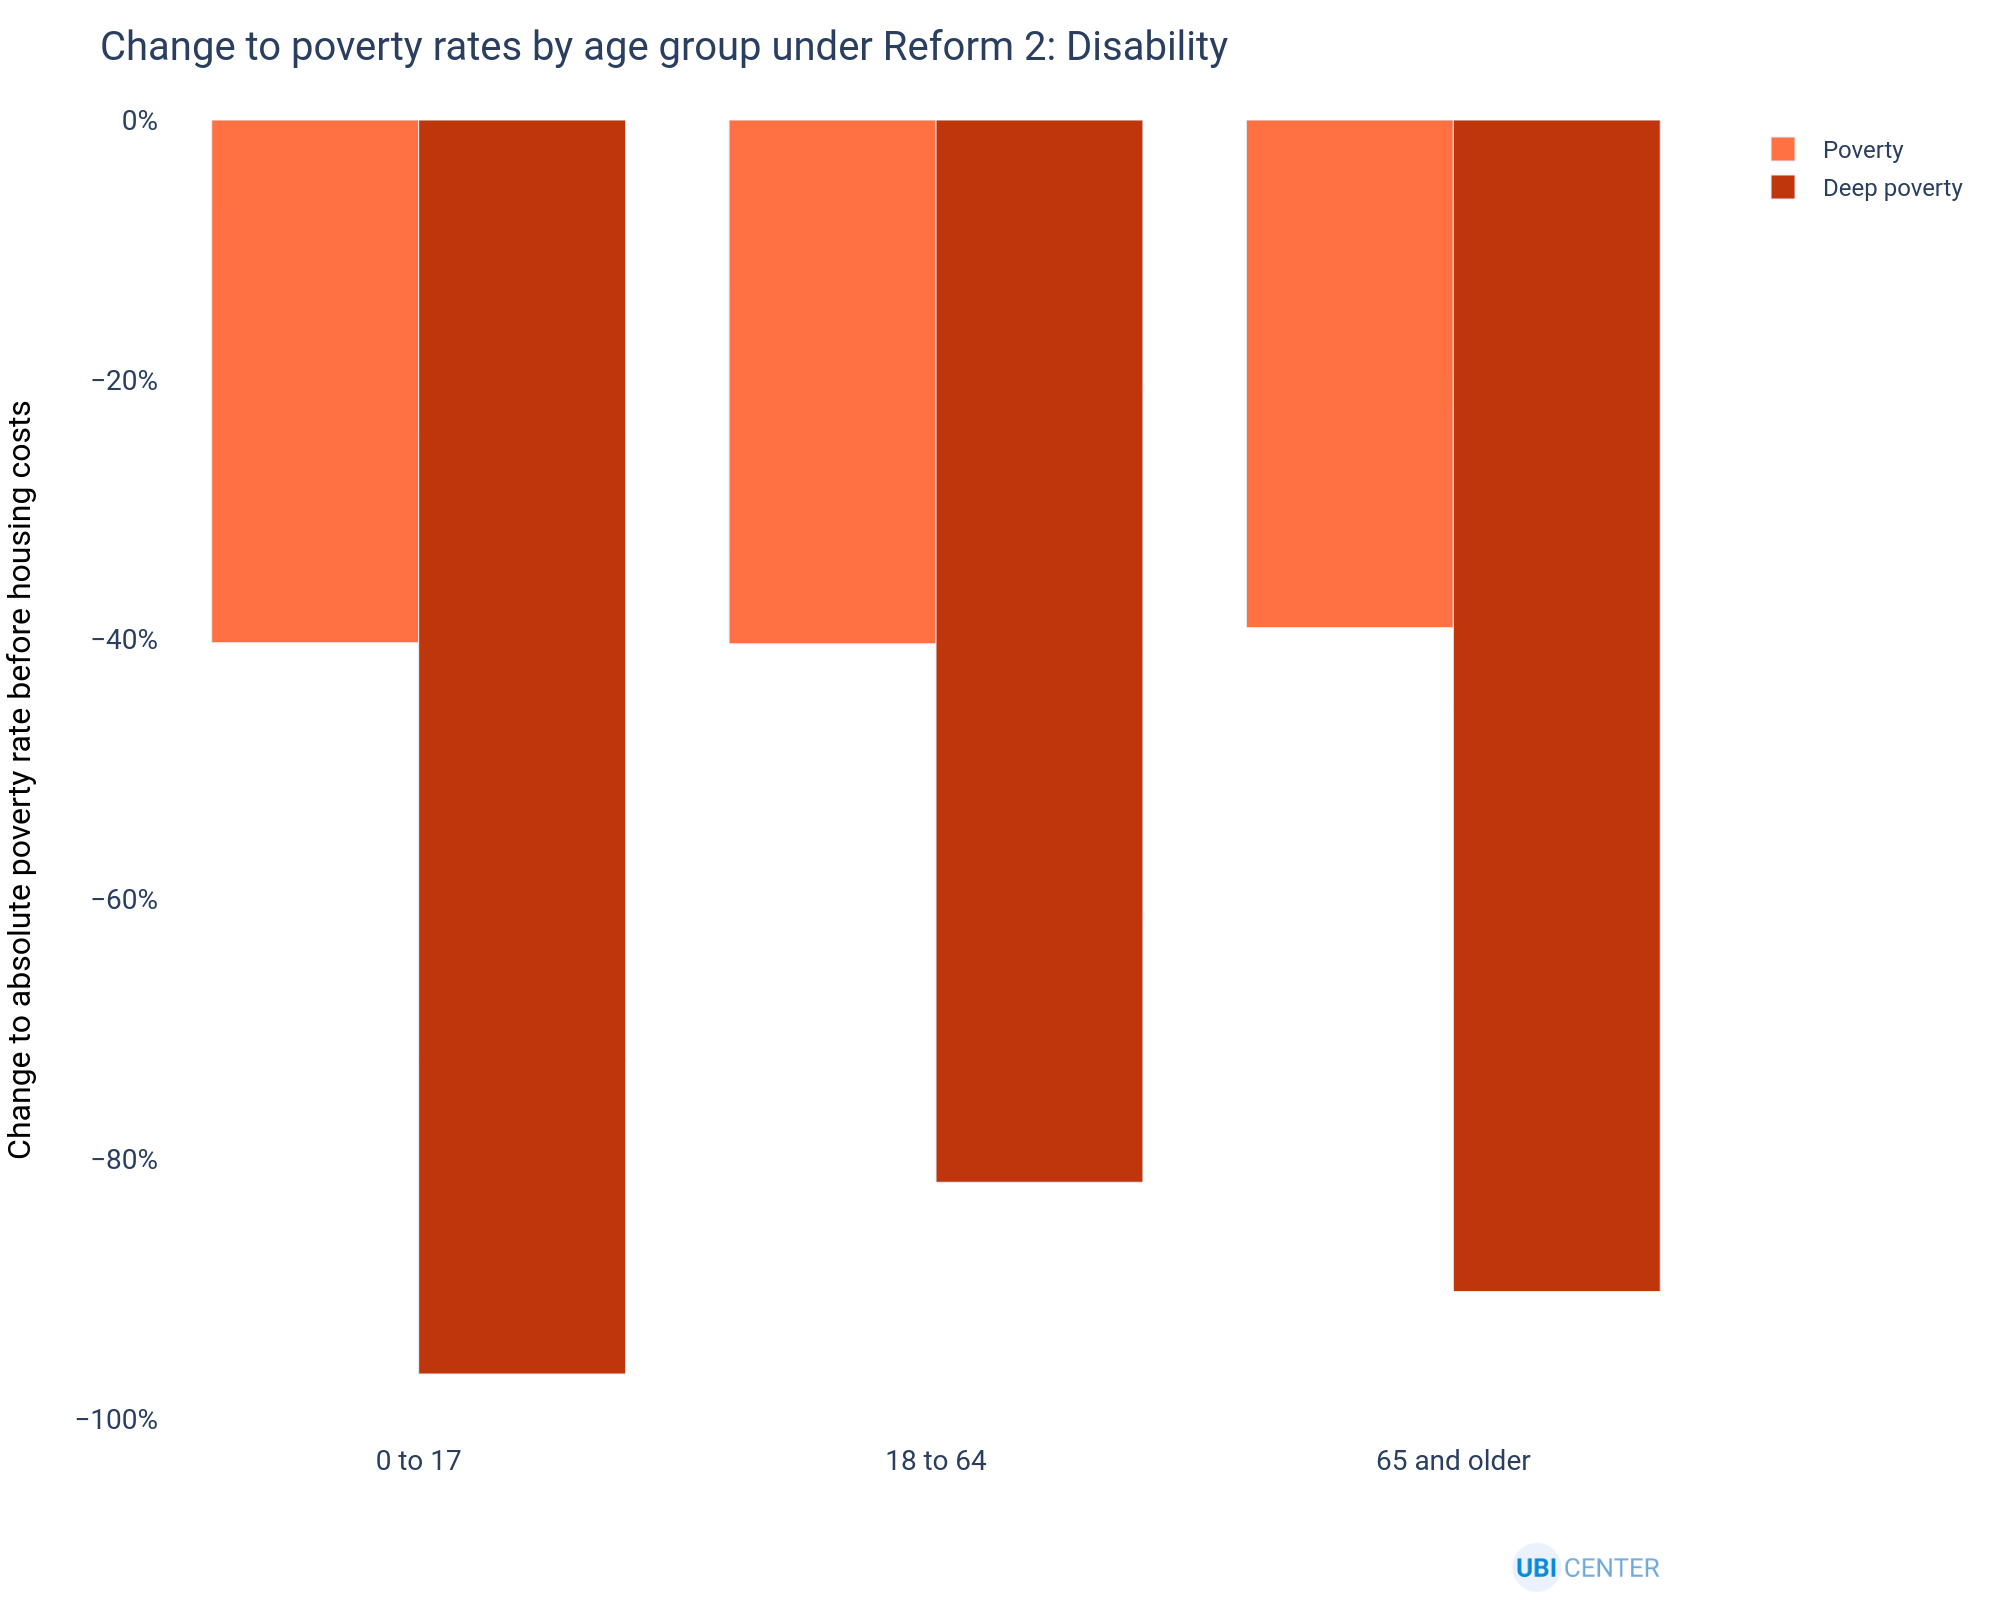 Change to poverty rates by age group under Reform 2: Disability
Poverty
Deep poverty
Change to absolute poverty rate before housing costs
0%
−20%
−40%
−60%
−80%
−100%
0 to 17
18 to 64
65 and older
UBI CENTER